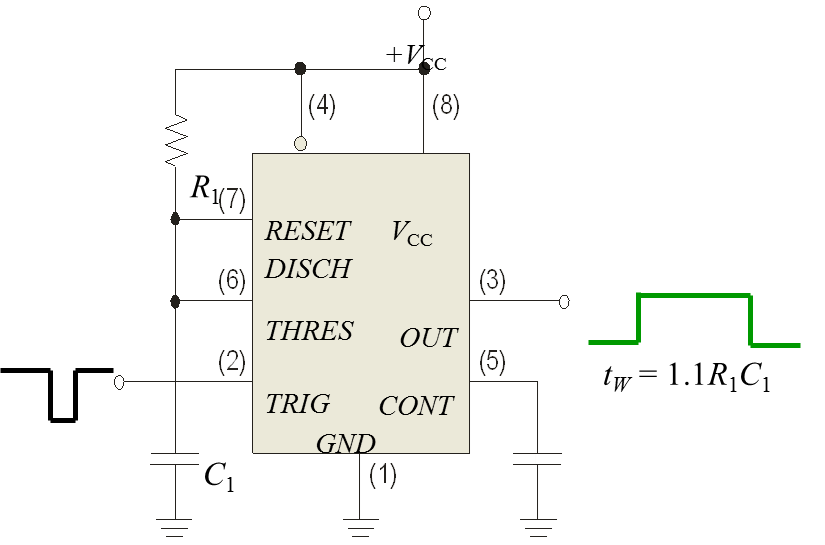 +VCC
(4)
(8)
R1
(7)
RESET
VCC
DISCH
(6)
(3)
THRES
OUT
(2)
(5)
tW = 1.1R1C1
TRIG
CONT
GND
C1
(1)